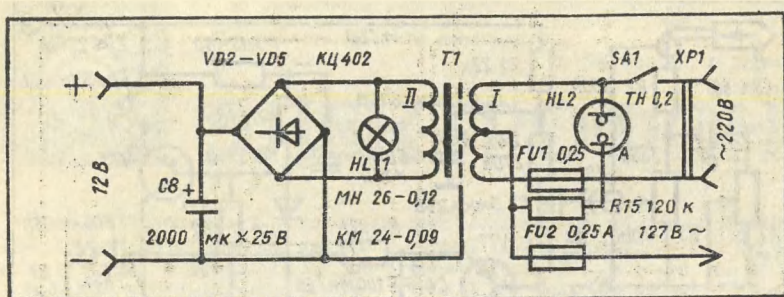 VD2-VD5 КЦ402 T1 SA1 XP1
+ II I HL2 ТН 0,2
HL1 FU1 0,25 А
12 В ~220В
C8 + МН 26-0,12 R15 120 к
2000 мк × 25 В КМ 24-0,09 FU2 0,25 А 127 В ~
-